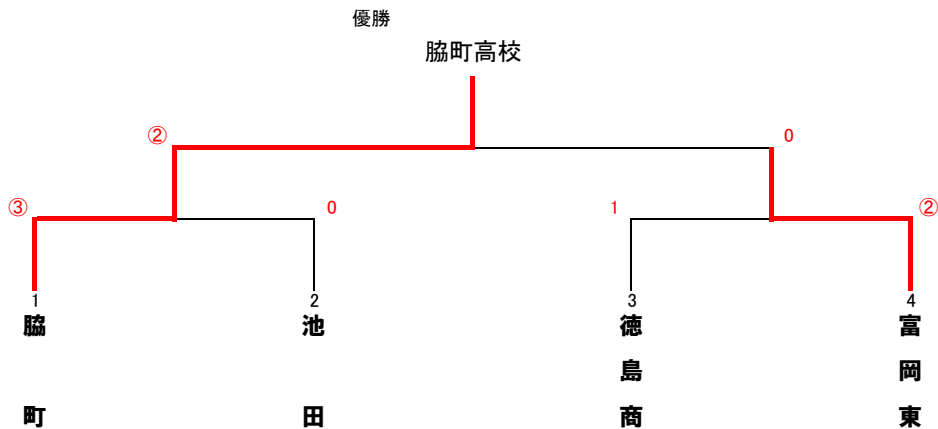 優勝
脇町高校
② 0
③ 0 1 ②
1 2 3 4
脇町 池田 徳島商 富岡東